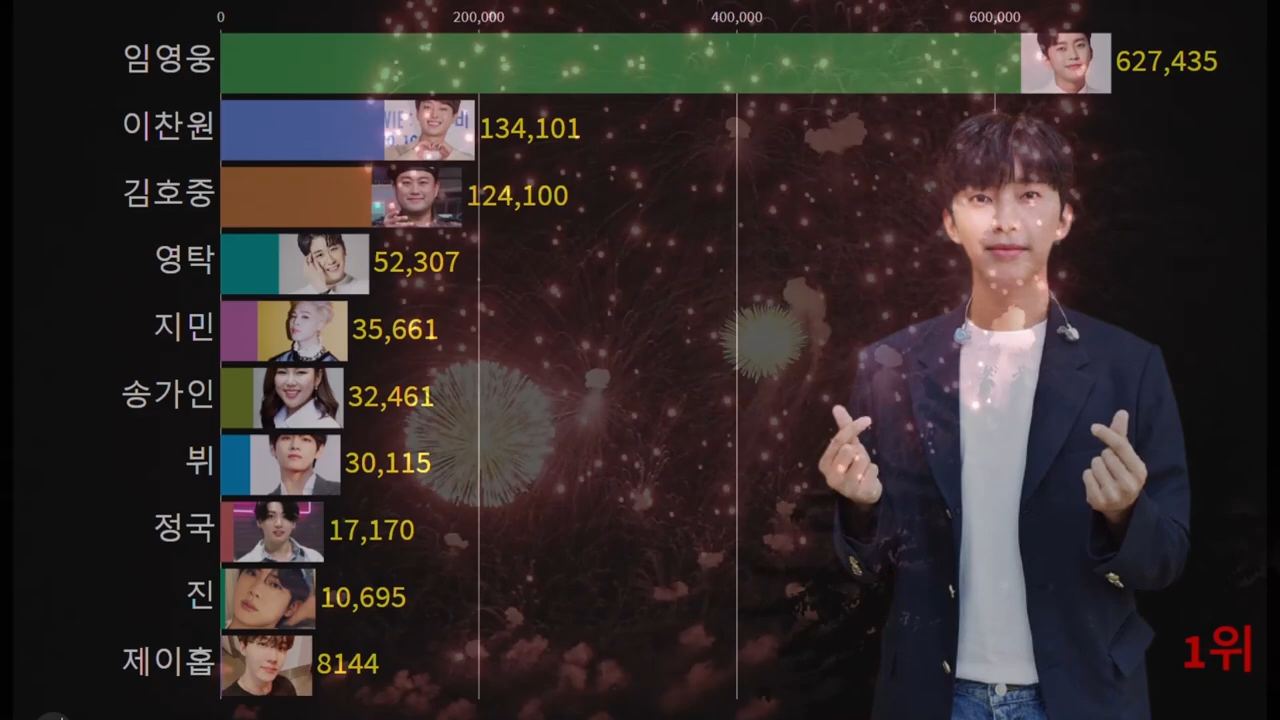 0 200,000 400,000 600,000
임영웅 627,435
이찬원 134,101
김호중 124,100
영탁 52,307
지민 35,661
송가인 32,461
뷔 30,115
정국 17,170
진 10,695
제이홉 8144
1위